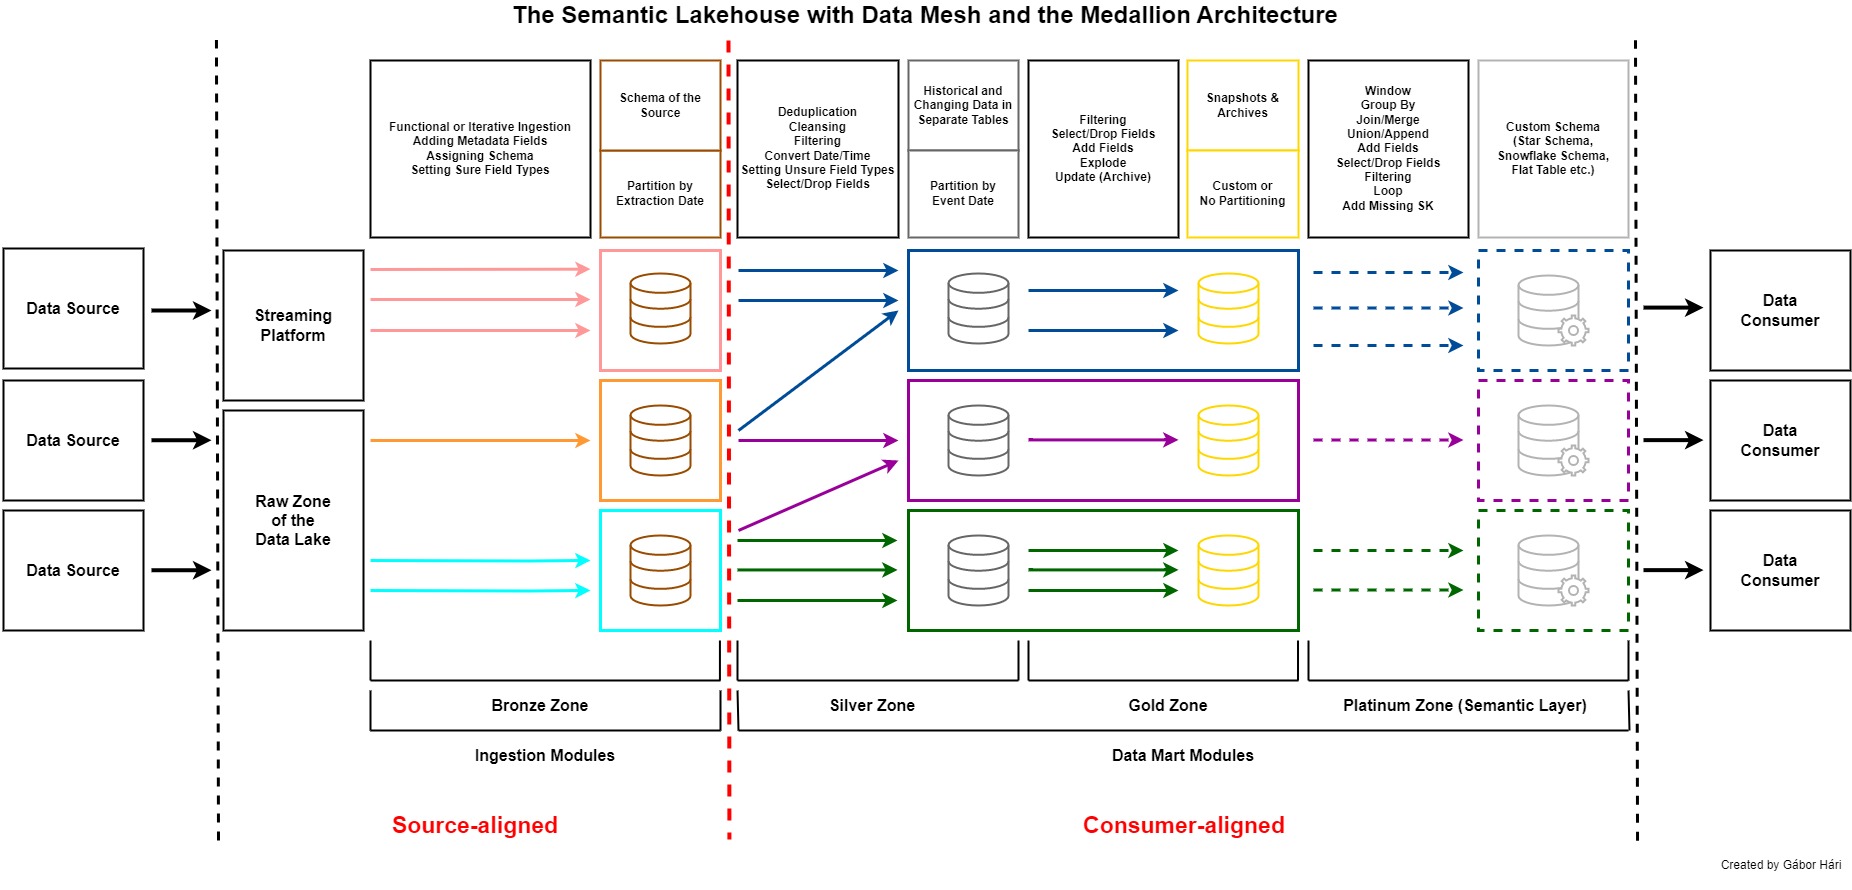 The Semantic Lakehouse with Data Mesh and the Medallion Architecture
Functional or Iterative Ingestion
Adding Metadata Fields
Assigning Schema
Setting Sure Field Types
Schema of the
Source
Partition by
Extraction Date
Deduplication
Cleansing
Filtering
Convert Date/Time
Setting Unsure Field Types
Select/Drop Fields
Historical and
Changing Data in
Separate Tables
Partition by
Event Date
Filtering
Select/Drop Fields
Add Fields
Explode
Update (Archive)
Snapshots &
Archives
Custom or
No Partitioning
Window
Group By
Join/Merge
Union/Append
Add Fields
Select/Drop Fields
Filtering
Loop
Add Missing SK
Custom Schema
(Star Schema,
Snowflake Schema,
Flat Table etc.)
Data Source
Data Source
Data Source
Streaming
Platform
Raw Zone
of the
Data Lake
Data
Consumer
Data
Consumer
Data
Consumer
Bronze Zone
Silver Zone
Gold Zone
Platinum Zone (Semantic Layer)
Ingestion Modules
Data Mart Modules
Source-aligned
Consumer-aligned
Created by Gábor Hári